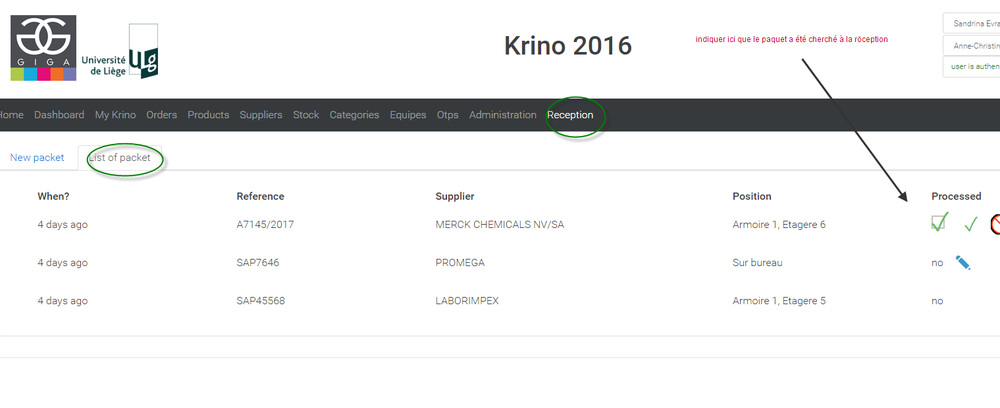 GIGA
Université
de Liège
ulg
Krino 2016
indiquer ici que le paquet a été cherché à la röception
Sandrina Evra
Anne-Christin
user is authen
Home Dashboard My Krino Orders Products Suppliers Stock Categories Equipes Otps Administration Reception
New packet List of packet
When? Reference Supplier Position Processed
4 days ago A7145/2017 MERCK CHEMICALS NV/SA Armoire 1, Etagere 6
4 days ago SAP7646 PROMEGA Sur bureau no
4 days ago SAP45568 LABORIMPEX Armoire 1, Etagere 5 no